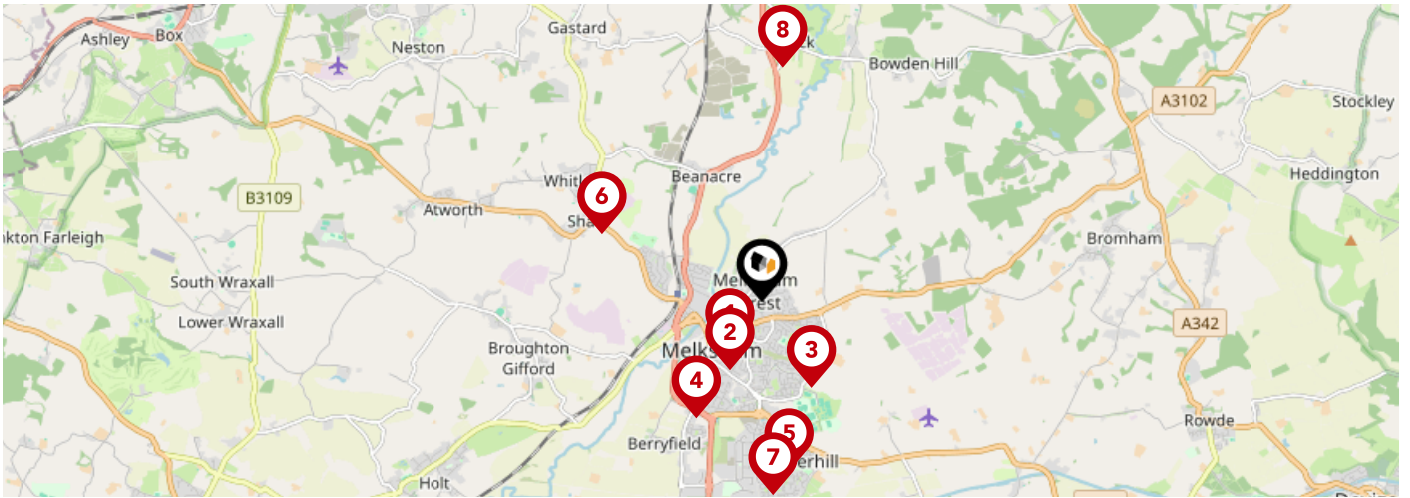 8
Gastard
Ashley
Box
Neston
Bowden Hill
A3102
Stockley
Beanacre
Heddington
6
B3109
Atworth
Bromham
South Wraxall
Lower Wraxall
A342
1
2
3
Broughton
Gifford
4
Rowde
5
Berryfield
7
Holt